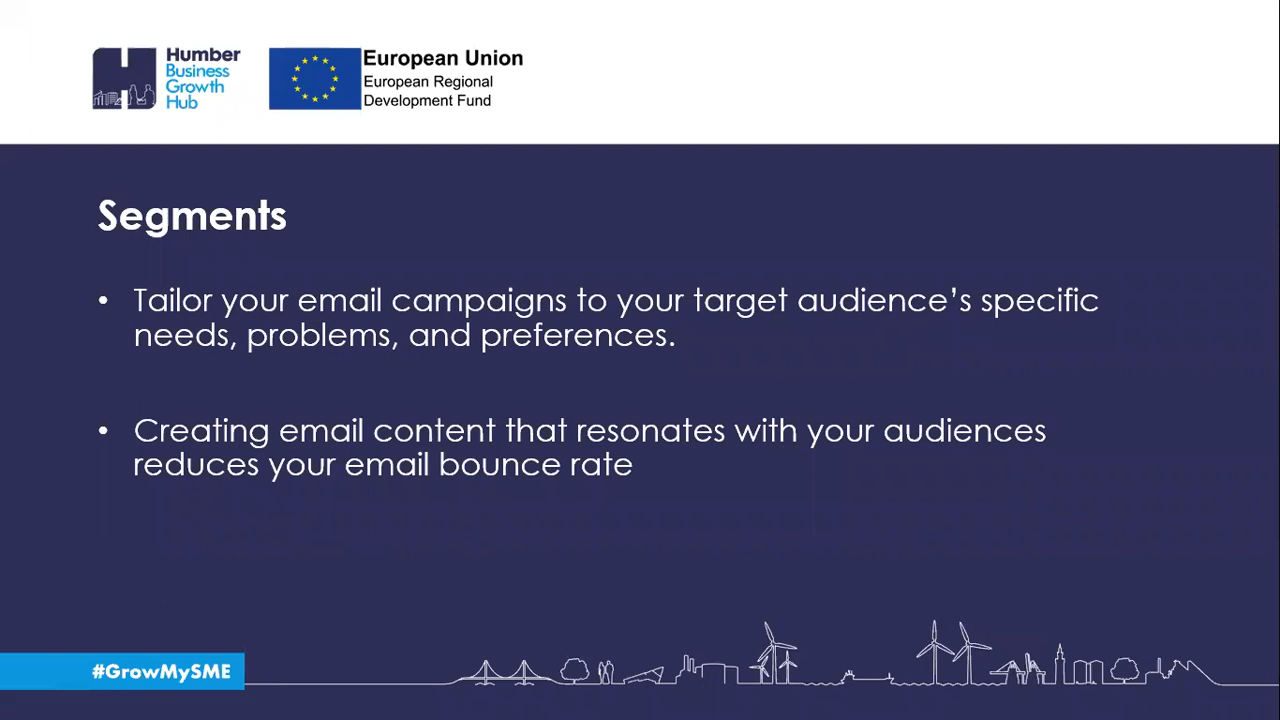 Humber
Business
Growth
Hub
European Union
European Regional
Development Fund
Segments
• Tailor your email campaigns to your target audience’s specific
needs, problems, and preferences.
• Creating email content that resonates with your audiences
reduces your email bounce rate
#GrowMySME